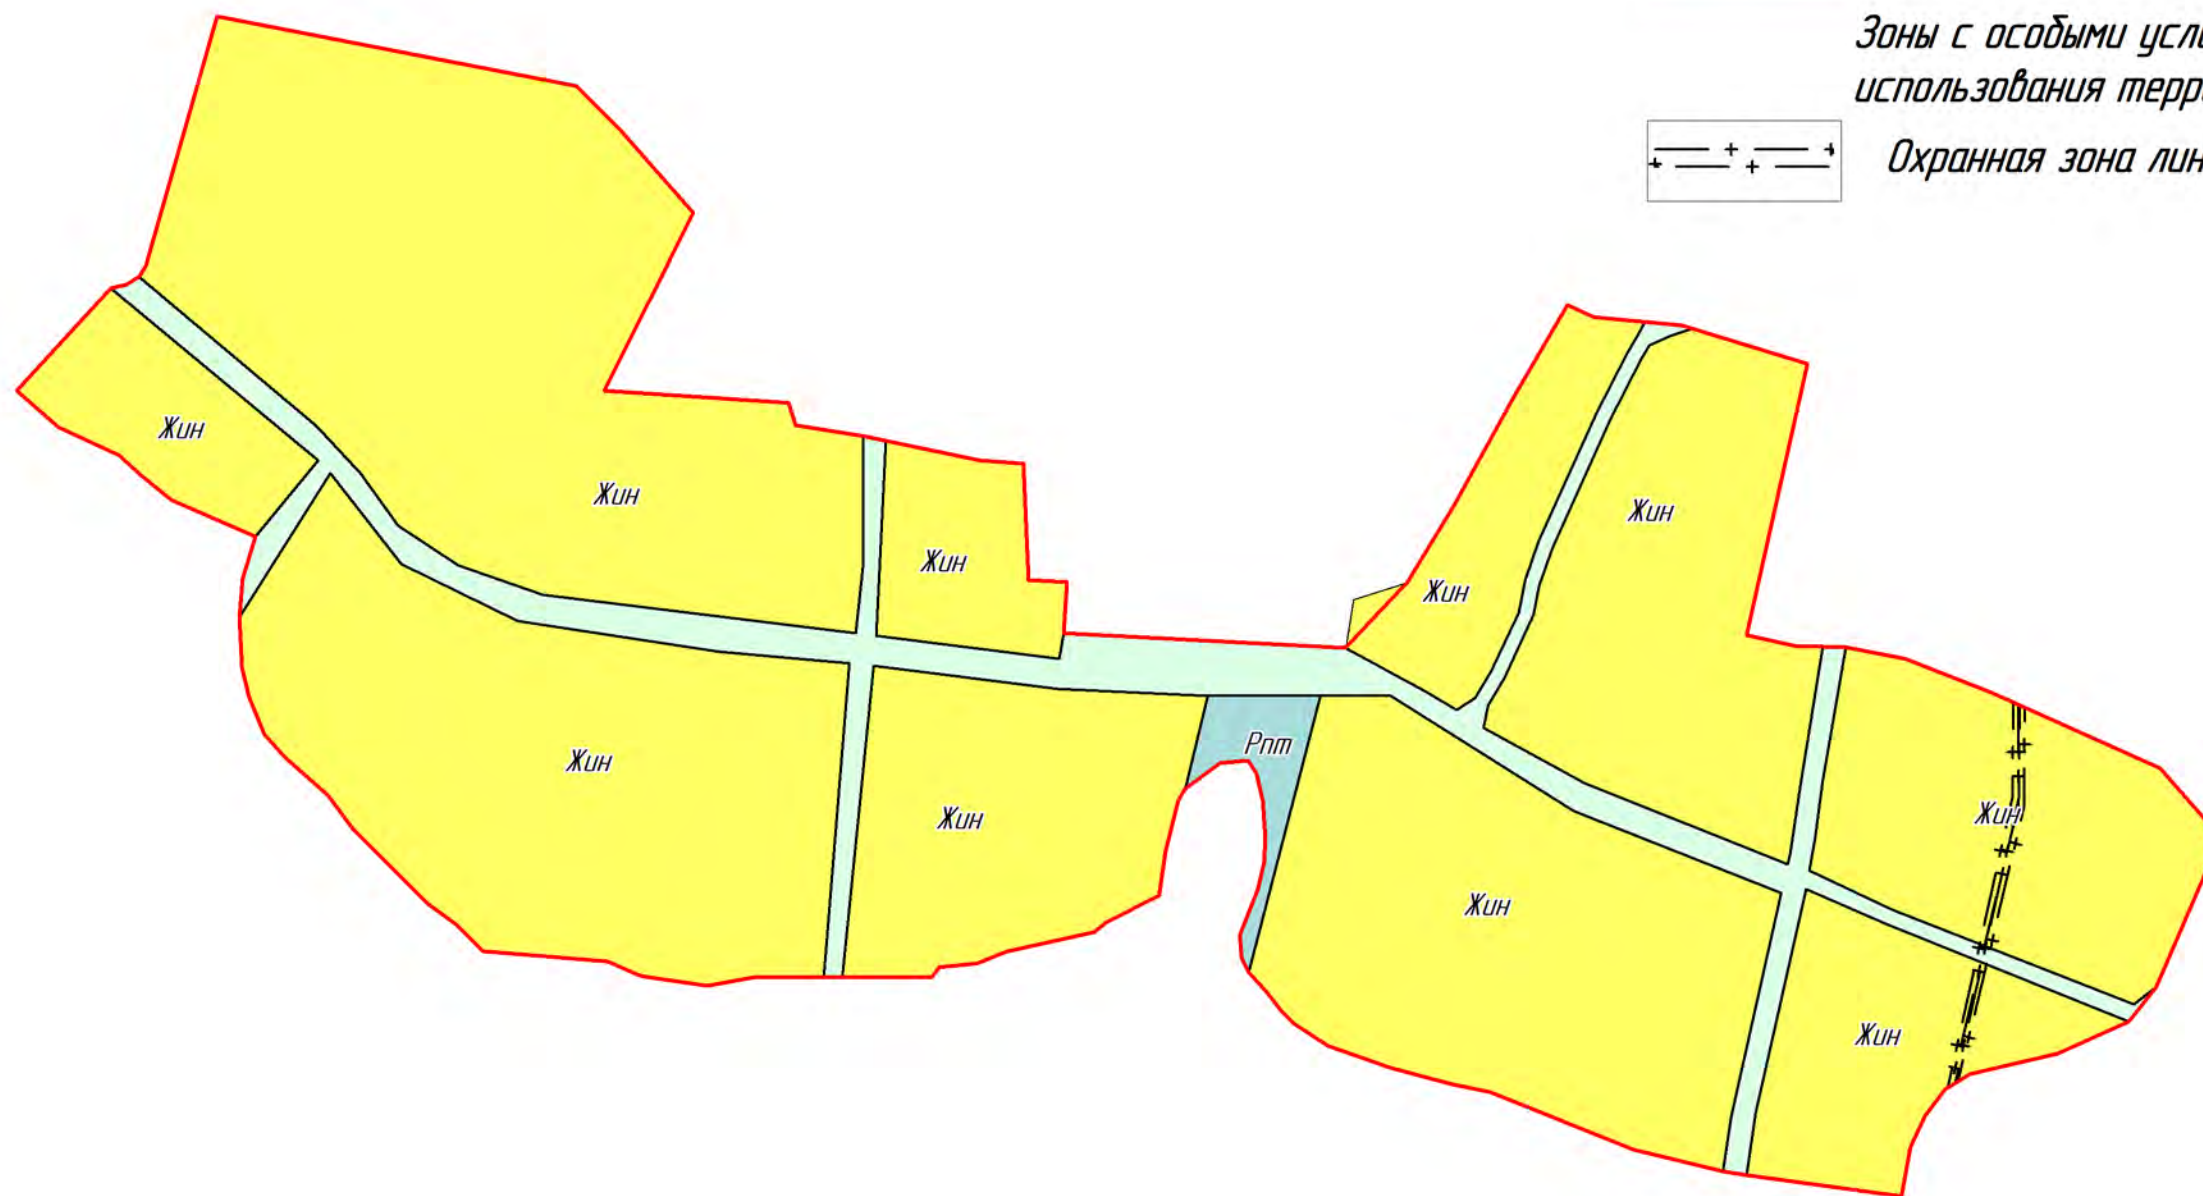 Зоны с особыми усло
использования терр
Охранная зона лин
Жин
Жин
Жин
Жин
Жин
Жин
Рпт
Жин
Жин
Жин
Жин
Жин